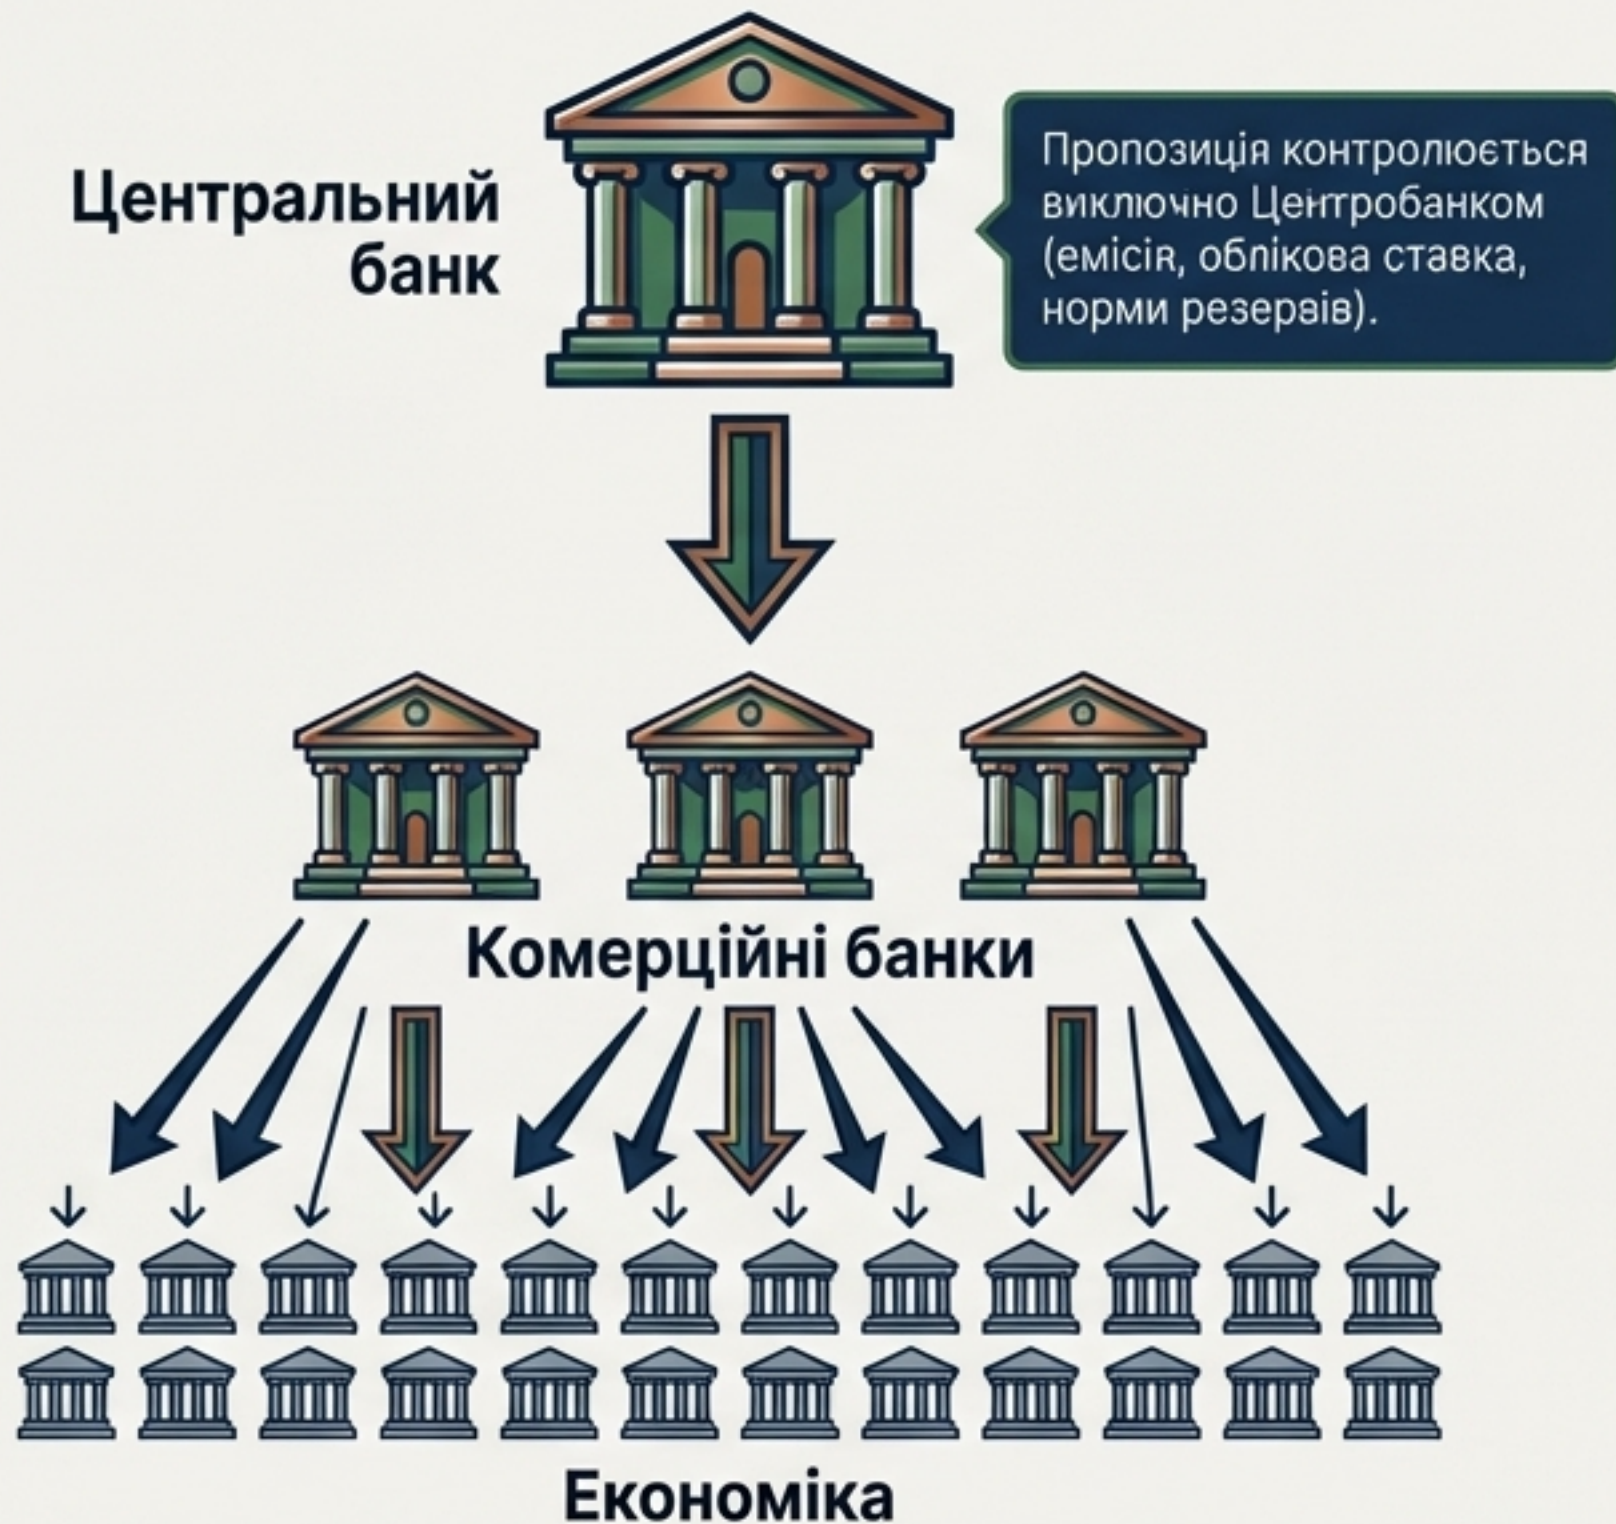 Центральний
банк
Пропозиція контролюється
виключно Центробанком
(емісія, облікова ставка,
норми резервів).
Комерційні банки
Економіка